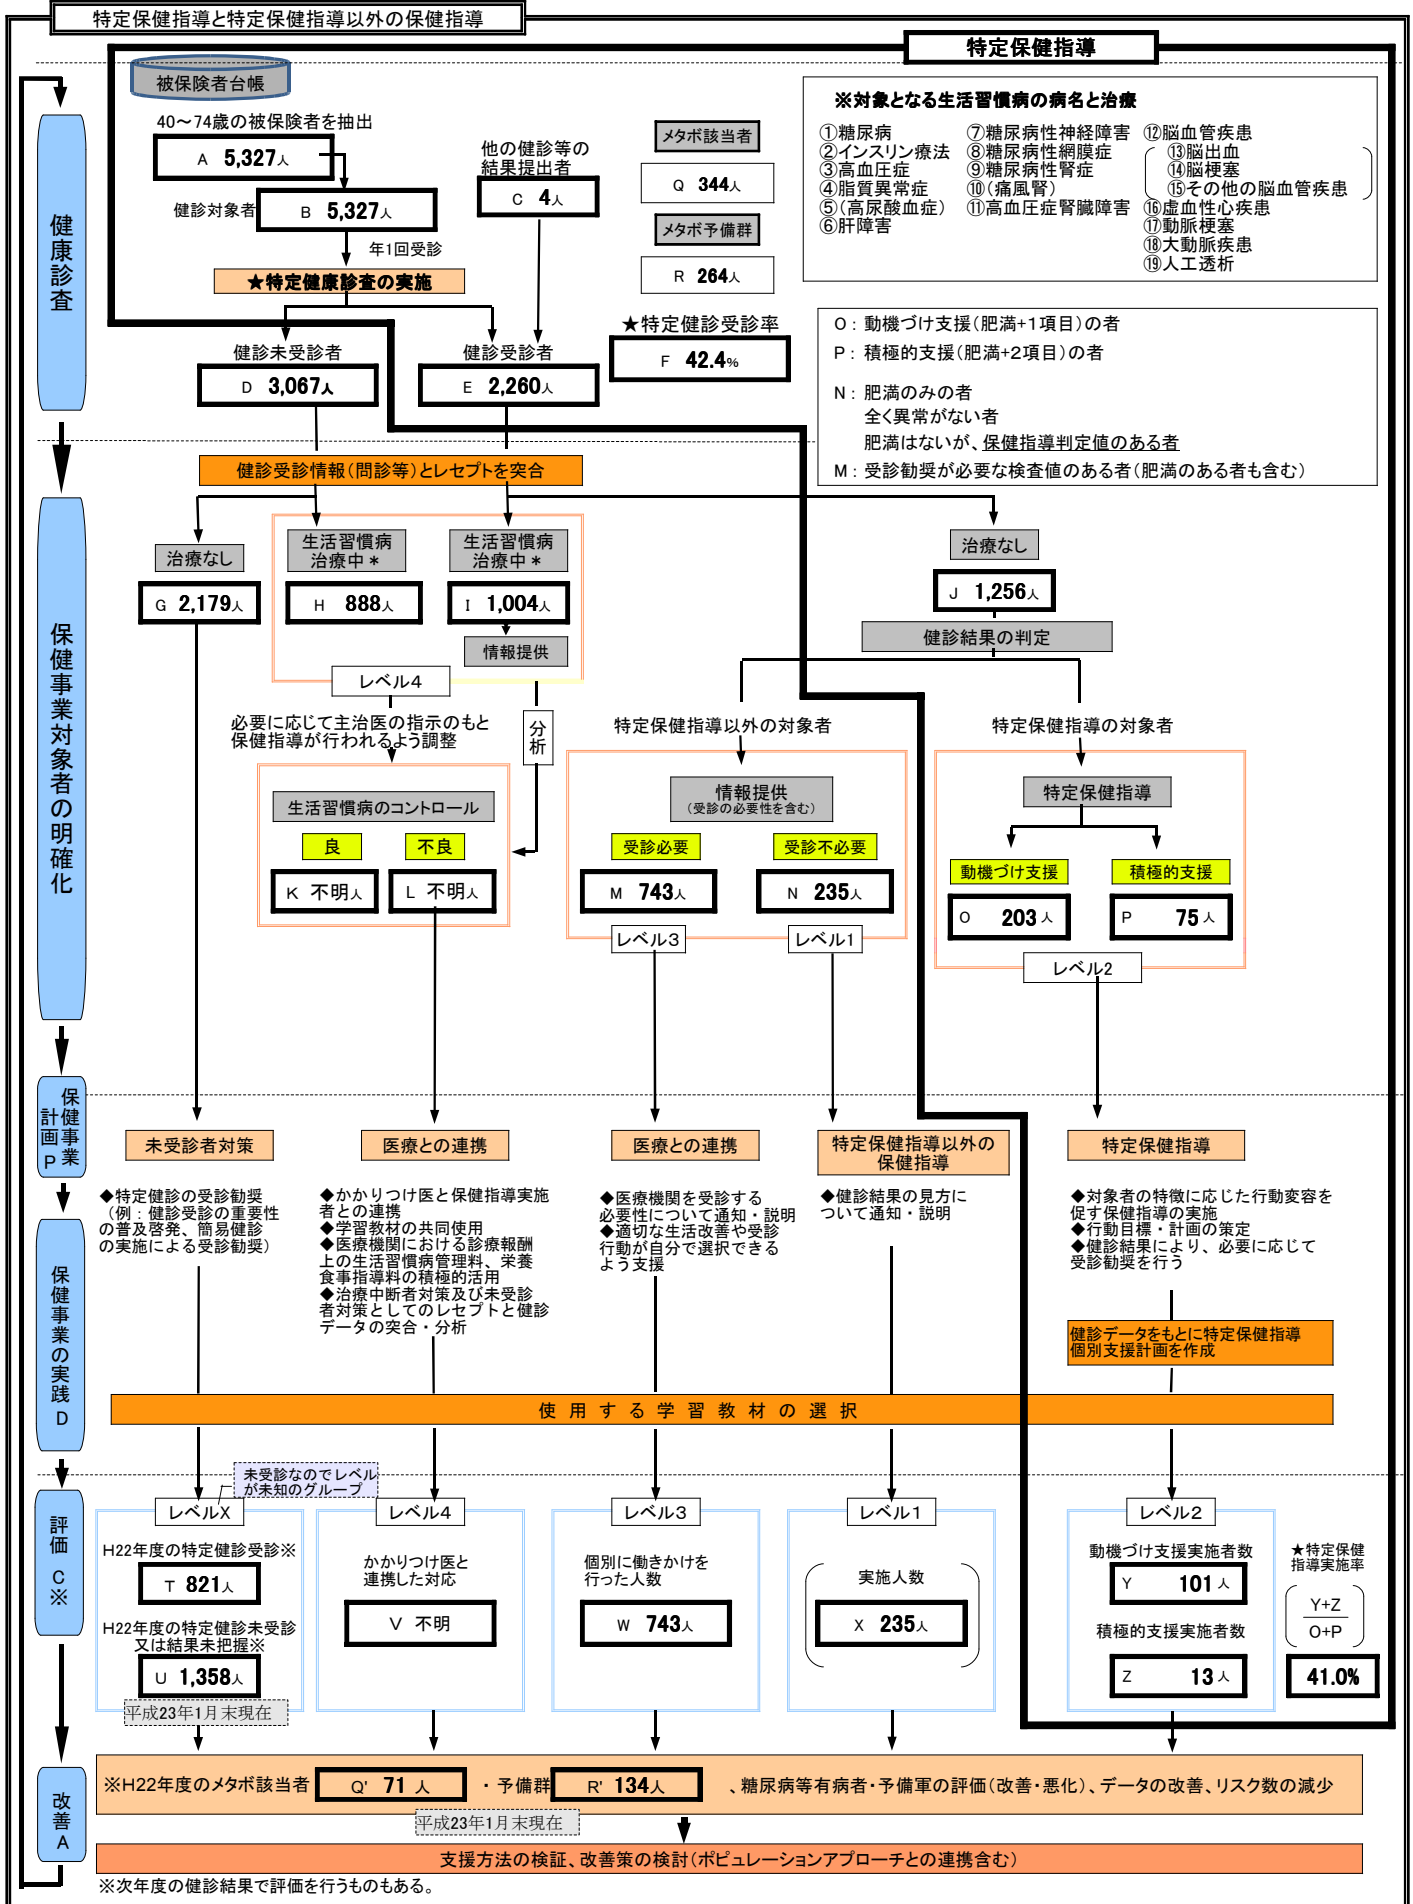 特定保健指導と特定保健指導以外の保健指導
特定保健指導
被保険者台帳
40～74歳の被保険者を抽出
A 5,327人
健診対象者
B 5,327人
年1回受診
他の健診等の
結果提出者
C 4人
★特定健康診査の実施
メタボ該当者
Q 344人
メタボ予備群
R 264人
★特定健診受診率
F 42.4%
※対象となる生活習慣病の病名と治療
①糖尿病
②インスリン療法
③高血圧症
④脂質異常症
⑤(高尿酸血症)
⑥肝障害
⑦糖尿病性神経障害
⑧糖尿病性網膜症
⑨糖尿病性腎症
⑩(痛風腎)
⑪高血圧症腎臓障害
⑫脳血管疾患
⑬脳出血
⑭脳梗塞
⑮その他の脳血管疾患
⑯虚血性心疾患
⑰動脈梗塞
⑱大動脈疾患
⑲人工透析
O：動機づけ支援(肥満+1項目)の者
P：積極的支援(肥満+2項目)の者
N：肥満のみの者
全く異常がない者
肥満はないが、保健指導判定値のある者
M：受診勧奨が必要な検査値のある者(肥満のある者も含む)
健康診査
健診未受診者
D 3,067人
健診受診者
E 2,260人
健診受診情報(問診等)とレセプトを突合
保健事業対象者の明確化
治療なし
G 2,179人
生活習慣病
治療中＊
H 888人
生活習慣病
治療中＊
I 1,004人
情報提供
レベル4
治療なし
J 1,256人
健診結果の判定
必要に応じて主治医の指示のもと
保健指導が行われるよう調整
分析
特定保健指導以外の対象者
特定保健指導の対象者
生活習慣病のコントロール
良
不良
K 不明人
L 不明人
情報提供
(受診の必要性を含む)
受診必要
受診不必要
M 743人
N 235人
レベル3
レベル1
特定保健指導
動機づけ支援
積極的支援
O 203人
P 75人
レベル2
保健事業
計画P
未受診者対策
医療との連携
医療との連携
特定保健指導以外の
保健指導
特定保健指導
保健事業の実践 D
◆特定健診の受診勧奨
(例：健診受診の重要性
の普及啓発、簡易健診
の実施による受診勧奨)
◆かかりつけ医と保健指導実施
者との連携
◆学習教材の共同使用
◆医療機関における診療報酬
上の生活習慣病管理料、栄養
食事指導料の積極的活用
◆治療中断者対策及び未受診
者対策としてのレセプトと健診
データの突合・分析
◆医療機関を受診する
必要性について通知・説明
◆適切な生活改善や受診
行動が自分で選択できる
よう支援
◆健診結果の見方に
ついて通知・説明
◆対象者の特徴に応じた行動変容を
促す保健指導の実施
◆行動目標・計画の策定
◆健診結果により、必要に応じて
受診勧奨を行う
健診データをもとに特定保健指導
個別支援計画を作成
使用する学習教材の選択
評価 C※
未受診なのでレベル
が未知のグループ
レベルX
H22年度の特定健診受診※
T 821人
H22年度の特定健診未受診
又は結果未把握※
U 1,358人
平成23年1月末現在
レベル4
かかりつけ医と
連携した対応
V 不明
レベル3
個別に働きかけを
行った人数
W 743人
レベル1
実施人数
X 235人
レベル2
動機づけ支援実施者数
Y 101人
積極的支援実施者数
Z 13人
★特定保健
指導実施率
Y+Z
O+P
41.0%
改善A
※H22年度のメタボ該当者 Q' 71人 ・予備群 R' 134人 、糖尿病等有病者・予備軍の評価(改善・悪化)、データの改善、リスク数の減少
平成23年1月末現在
支援方法の検証、改善策の検討(ポピュレーションアプローチとの連携含む)
※次年度の健診結果で評価を行うものもある。